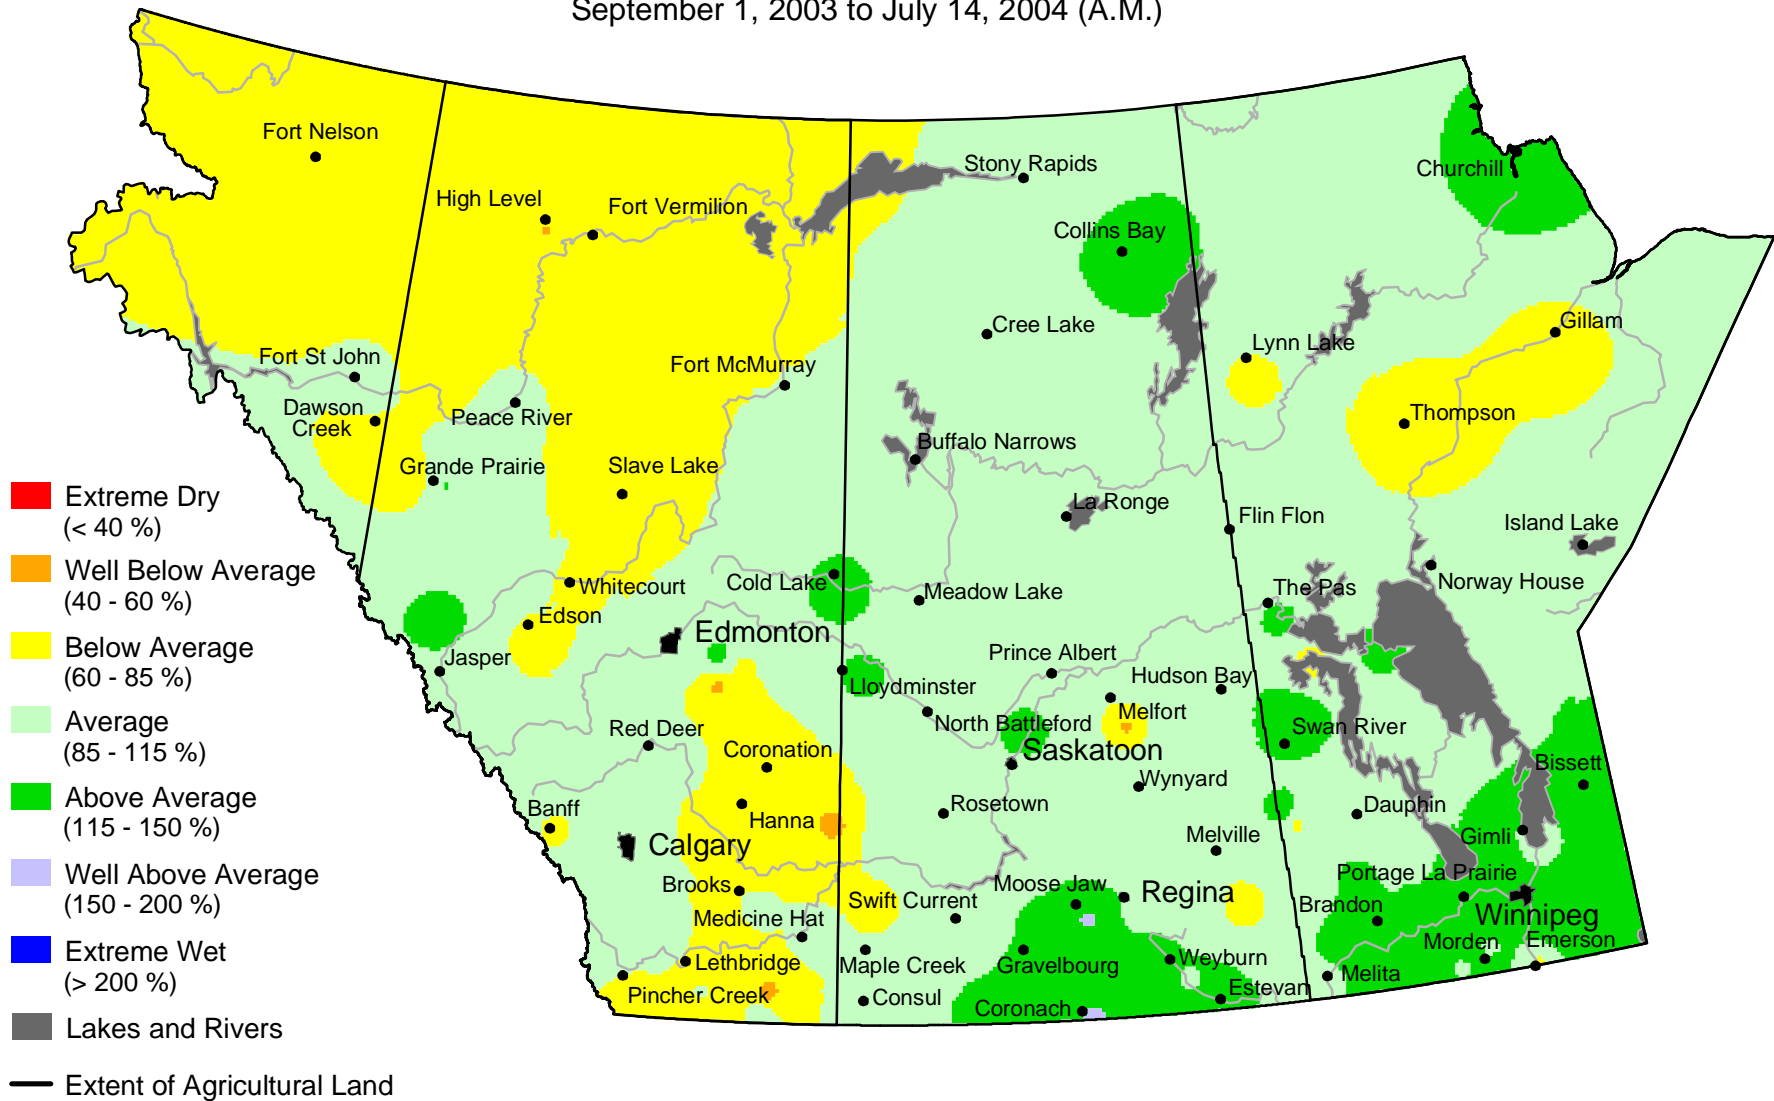 September 1, 2003 to July 14, 2004 (A.M.)
Fort Nelson
High Level
Fort Vermilion
Stony Rapids
Churchill
Collins Bay
Cree Lake
Gillam
Lynn Lake
Fort St John
Fort McMurray
Dawson
Creek
Peace River
Thompson
Buffalo Narrows
Grande Prairie
Slave Lake
La Ronge
Flin Flon
Island Lake
Whitecourt
Cold Lake
Meadow Lake
The Pas
Norway House
Edson
Edmonton
Jasper
Prince Albert
Hudson Bay
Lloydminster
Melfort
North Battleford
Swan River
Red Deer
Coronation
Saskatoon
Bissett
Wynyard
Banff
Hanna
Rosetown
Dauphin
Calgary
Melville
Gimli
Brooks
Moose Jaw
Regina
Portage La Prairie
Swift Current
Brandon
Medicine Hat
Winnipeg
Morden
Emerson
Lethbridge
Maple Creek
Gravelbourg
Weyburn
Melita
Pincher Creek
Consul
Coronach
Estevan
Extreme Dry
(< 40 %)
Well Below Average
(40 - 60 %)
Below Average
(60 - 85 %)
Average
(85 - 115 %)
Above Average
(115 - 150 %)
Well Above Average
(150 - 200 %)
Extreme Wet
(> 200 %)
Lakes and Rivers
Extent of Agricultural Land